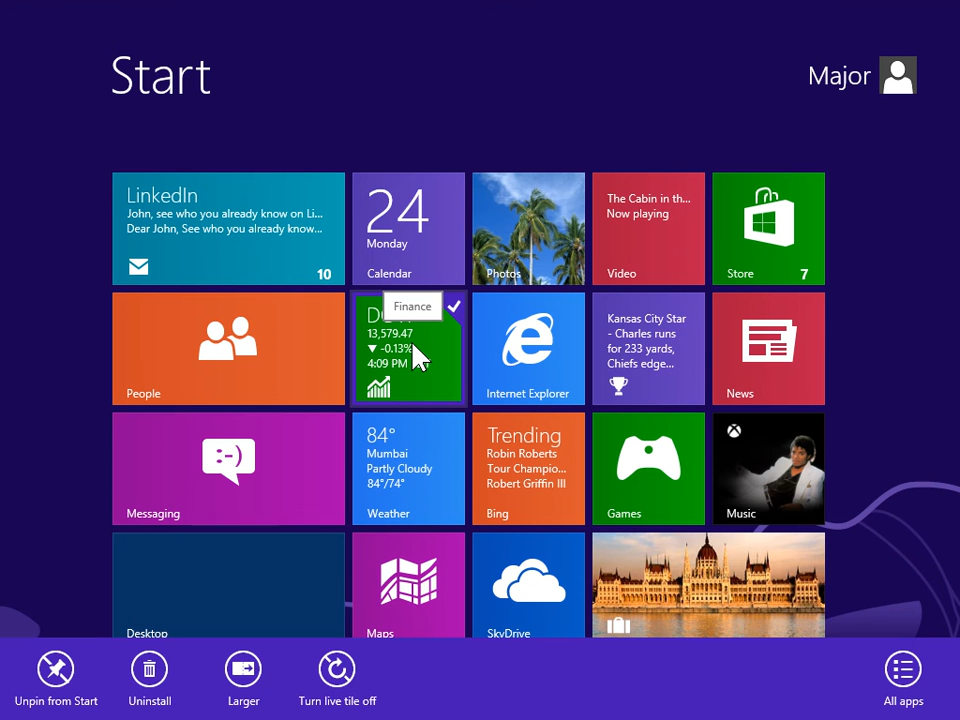 Start
Major
LinkedIn
John, see who you already know on Li...
Dear John, See who you already know...
10
24
Monday
Calendar
Photos
The Cabin in th...
Now playing
Video
Store
7
People
Finance
13,579.47
▼ -0.13%
4:09 PM
Internet Explorer
Kansas City Star
- Charles runs
for 233 yards,
Chiefs edge...
News
:-)
Messaging
84°
Mumbai
Partly Cloudy
84°/74°
Weather
Trending
Robin Roberts
Tour Champio...
Robert Griffin III
Bing
Games
Music
Desktop
Maps
SkyDrive
Unpin from Start
Uninstall
Larger
Turn live tile off
All apps